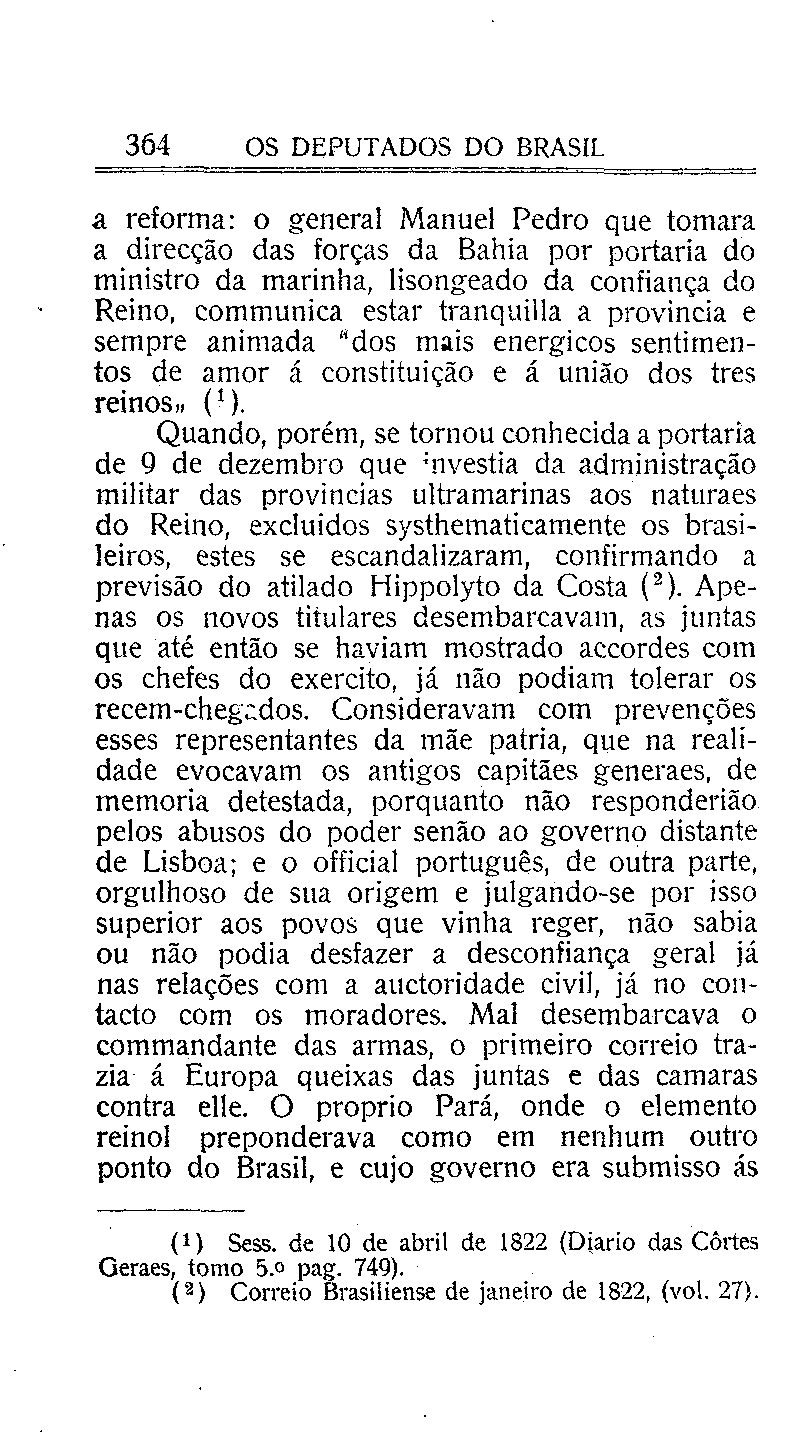 364 OS DEPUTADOS DO BRASIL
a reforma: o general Manuel Pedro que tomara
a direcção das forças da Bahia por portaria do
ministro da marinha, lisongeado da confiança do
Reino, communica estar tranquilla a provincia e
sempre animada "dos mais energicos sentimen-
tos de amor á constituição e á união dos tres
reinos„ (¹).
Quando, porém, se tornou conhecida a portaria
de 9 de dezembro que investia da administração
militar das provincias ultramarinas aos naturaes
do Reino, excluidos systhematicamente os brasi-
leiros, estes se escandalizaram, confirmando a
previsão do atilado Hippolyto da Costa (²). Ape-
nas os novos titulares desembarcavam, as juntas
que até então se haviam mostrado accordes com
os chefes do exercito, já não podiam tolerar os
recem-chegados. Consideravam com prevenções
esses representantes da mãe patria, que na reali-
dade evocavam os antigos capitães generaes, de
memoria detestada, porquanto não responderião
pelos abusos do poder senão ao governo distante
de Lisboa; e o official português, de outra parte,
orgulhoso de sua origem e julgando-se por isso
superior aos povos que vinha reger, não sabia
ou não podia desfazer a desconfiança geral já
nas relações com a auctoridade civil, já no con-
tacto com os moradores. Mal desembarcava o
commandante das armas, o primeiro correio tra-
zia á Europa queixas das juntas e das camaras
contra elle. O proprio Pará, onde o elemento
reinol preponderava como em nenhum outro
ponto do Brasil, e cujo governo era submisso ás
(¹) Sess. de 10 de abril de 1822 (Diario das Côrtes
Geraes, tomo 5.º pag. 749).
(²) Correio Brasiliense de janeiro de 1822, (vol. 27).